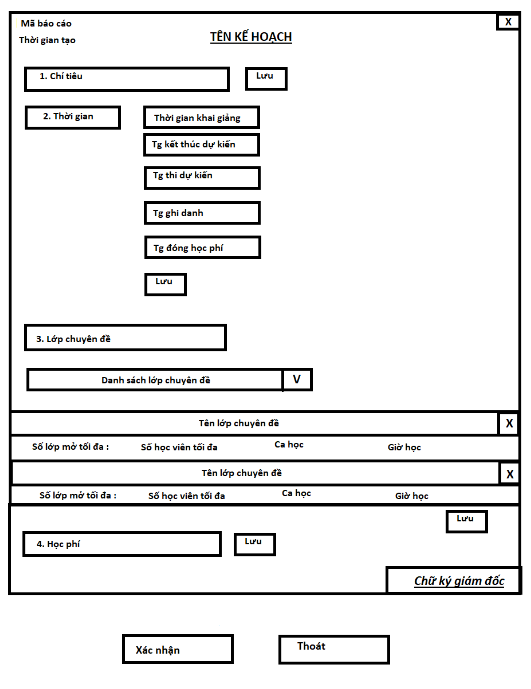 Mã báo cáo
X
Thời gian tạo
TÊN KẾ HOẠCH
1. Chí tiêu
Lưu
2. Thời gian
Thời gian khai giảng
Tg kết thúc dự kiến
Tg thi dự kiến
Tg ghi danh
Tg đóng học phí
Lưu
3. Lớp chuyên đề
Danh sách lớp chuyên đề V
Tên lớp chuyên đề X
Số lớp mở tối đa : Số học viên tối đa Ca học Giờ học
Tên lớp chuyên đề X
Số lớp mở tối đa : Số học viên tối đa Ca học Giờ học
Lưu
4. Học phí
Lưu
Chữ ký giám đốc
Xác nhận
Thoát